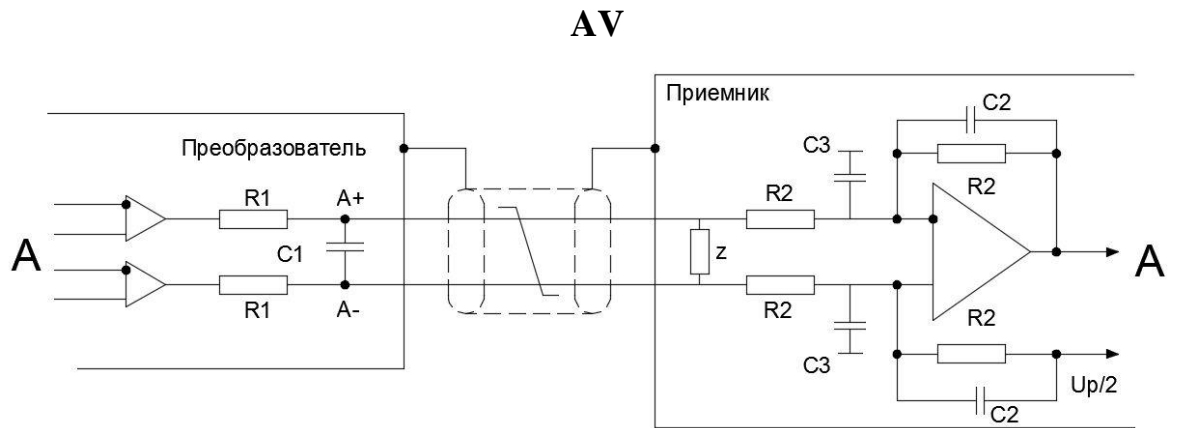 AV
Приемник
C2
Преобразователь
C3
R1
A+
R2
R2
A
C1
z
A
R1
A-
R2
R2
C3
Up/2
C2